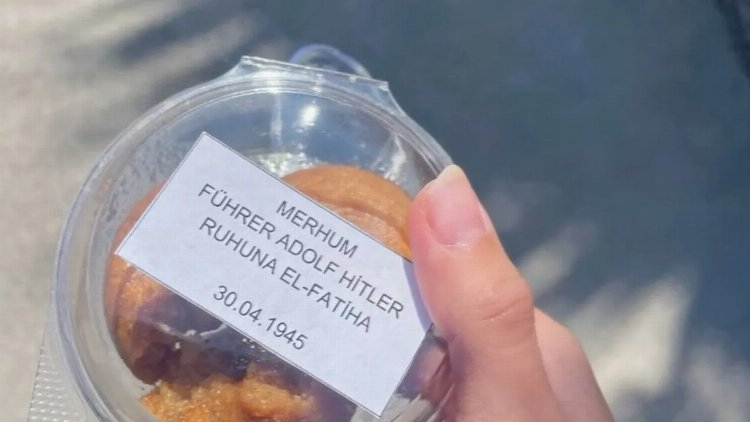 MERHUM
FÜHRER ADOLF HİTLER
RUHUNA EL-FATİHA
30.04.1945